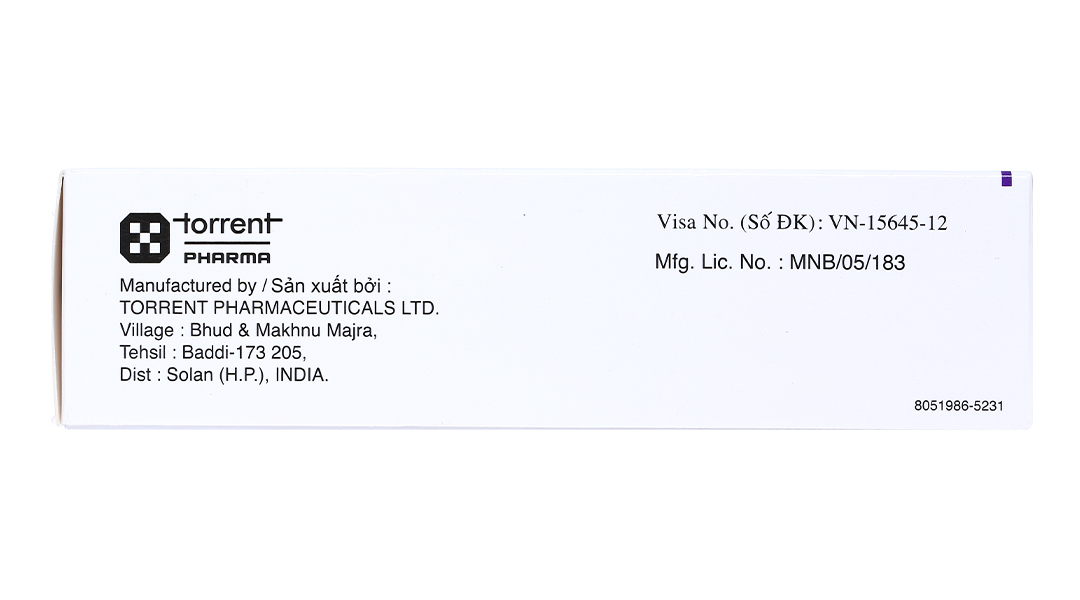 torrent
PHARMA
Manufactured by / Sản xuất bởi :
TORRENT PHARMACEUTICALS LTD.
Village : Bhud & Makhnu Majra,
Tehsil : Baddi-173 205,
Dist : Solan (H.P.), INDIA.
Visa No. (Số ĐK): VN-15645-12
Mfg. Lic. No. : MNB/05/183
8051986-5231